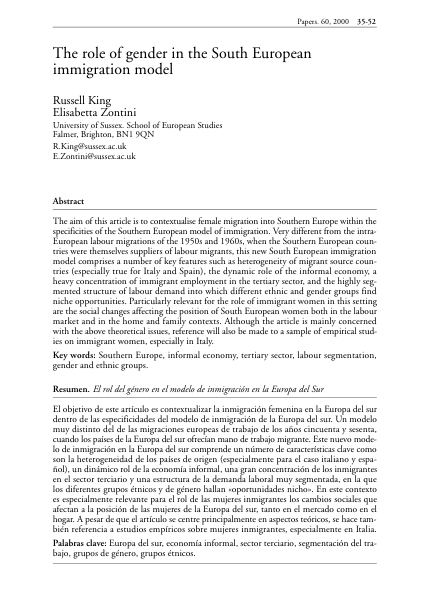 Papers. 60, 2000 35-52
The role of gender in the South European
immigration model
Russell King
Elisabetta Zontini
University of Sussex. School of European Studies
Falmer, Brighton, BN1 9QN
R.King@sussex.ac.uk
E.Zontini@sussex.ac.uk
Abstract
The aim of this article is to contextualise female migration into Southern Europe within the
specificities of the Southern European model of immigration. Very different from the intra-
European labour migrations of the 1950s and 1960s, when the Southern European coun-
tries were themselves suppliers of labour migrants, this new South European immigration
model comprises a number of key features such as heterogeneity of migrant source coun-
tries (especially true for Italy and Spain), the dynamic role of the informal economy, a
heavy concentration of immigrant employment in the tertiary sector, and the highly seg-
mented structure of labour demand into which different ethnic and gender groups find
niche opportunities. Particularly relevant for the role of immigrant women in this setting
are the social changes affecting the position of South European women both in the labour
market and in the home and family contexts. Although the article is mainly concerned
with the above theoretical issues, reference will also be made to a sample of empirical stud-
ies on immigrant women, especially in Italy.
Key words: Southern Europe, informal economy, tertiary sector, labour segmentation,
gender and ethnic groups.
Resumen. El rol del género en el modelo de inmigración en la Europa del Sur
El objetivo de este artículo es contextualizar la inmigración femenina en la Europa del sur
dentro de las especificidades del modelo de inmigración de la Europa del sur. Un modelo
muy distinto del de las migraciones europeas de trabajo de los años cincuenta y sesenta,
cuando los países de la Europa del sur ofrecían mano de trabajo migrante. Este nuevo mode-
lo de inmigración en la Europa del sur comprende un número de características clave como
son la heterogeneidad de los países de origen (especialmente para el caso italiano y espa-
ñol), un dinámico rol de la economía informal, una gran concentración de los inmigrantes
en el sector terciario y una estructura de la demanda laboral muy segmentada, en la que
los diferentes grupos étnicos y de género hallan «oportunidades nicho». En este contexto
es especialmente relevante para el rol de las mujeres inmigrantes los cambios sociales que
afectan a la posición de las mujeres de la Europa del sur, tanto en el mercado como en el
hogar. A pesar de que el artículo se centre principalmente en aspectos teóricos, se hace tam-
bién referencia a estudios empíricos sobre mujeres inmigrantes, especialmente en Italia.
Palabras clave: Europa del sur, economía informal, sector terciario, segmentación del tra-
bajo, grupos de género, grupos étnicos.